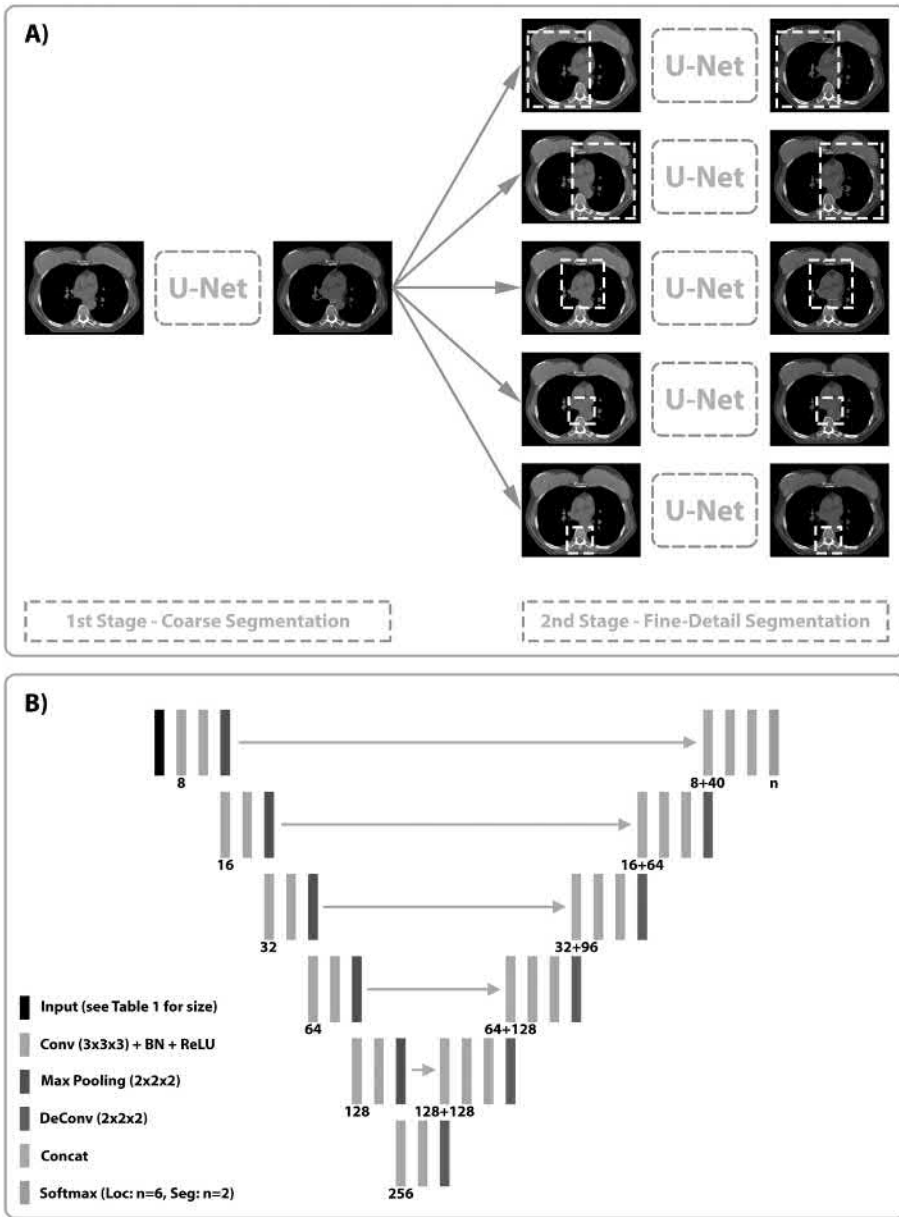 A)
U-Net
U-Net
U-Net
U-Net
U-Net
U-Net
1st Stage - Coarse Segmentation
2nd Stage - Fine-Detail Segmentation
B)
8
8+40
n
16
16+64
32
32+96
64
64+128
128
128+128
256
Input (see Table 1 for size)
Conv (3x3x3) + BN + ReLU
Max Pooling (2x2x2)
DeConv (2x2x2)
Concat
Softmax (Loc: n=6, Seg: n=2)